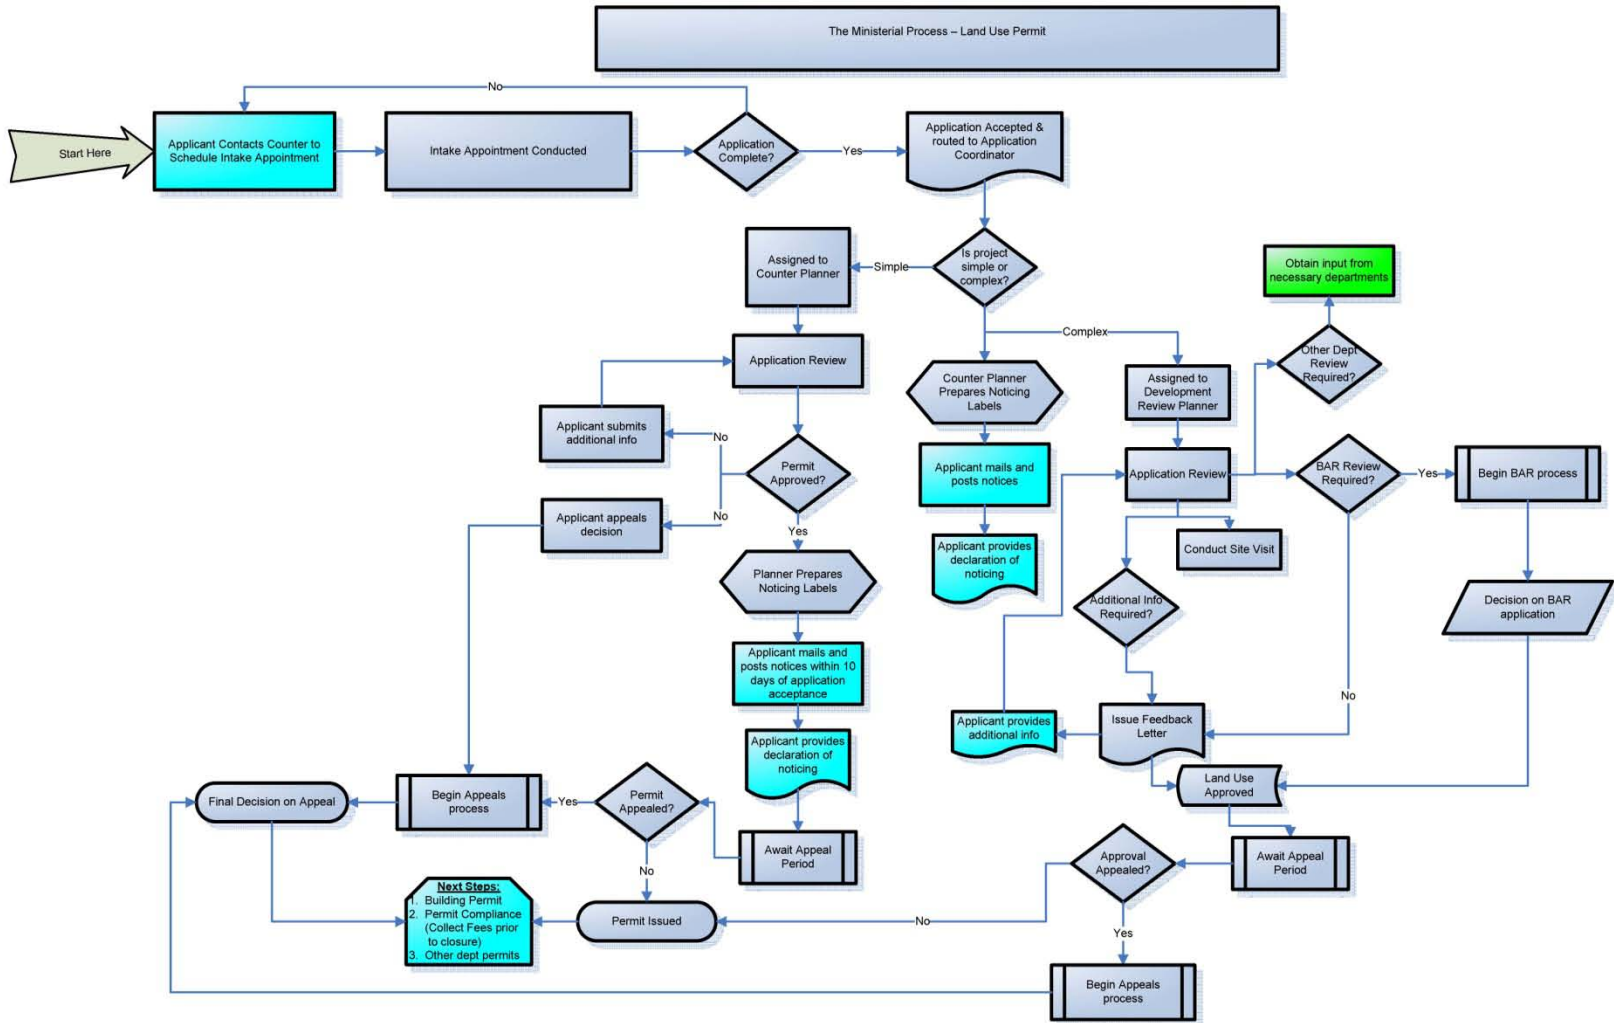 The Ministerial Process – Land Use Permit
No
Start Here
Applicant Contacts Counter to
Schedule Intake Appointment
Intake Appointment Conducted
Application
Complete?
Yes
Application Accepted &
routed to Application
Coordinator
Is project
simple or
complex?
Simple
Assigned to
Counter Planner
Complex
Obtain input from
necessary departments
Other Dept
Review
Required?
Application Review
Counter Planner
Prepares Noticing
Labels
Assigned to
Development
Review Planner
Applicant submits
additional info
No
Permit
Approved?
No
Applicant appeals
decision
Yes
Applicant mails and
posts notices
Application Review
BAR Review
Required?
Yes
Begin BAR process
Conduct Site Visit
Applicant provides
declaration of
noticing
Planner Prepares
Noticing Labels
Additional Info
Required?
Decision on BAR
application
Applicant mails and
posts notices within 10
days of application
acceptance
No
Applicant provides
additional info
Issue Feedback
Letter
Applicant provides
declaration of
noticing
Land Use
Approved
Final Decision on Appeal
Begin Appeals
process
Yes
Permit
Appealed?
Await Appeal
Period
Approval
Appealed?
Await Appeal
Period
No
Next Steps:
1. Building Permit
2. Permit Compliance
(Collect Fees prior
to closure)
3. Other dept permits
Permit Issued
No
Yes
Begin Appeals
process